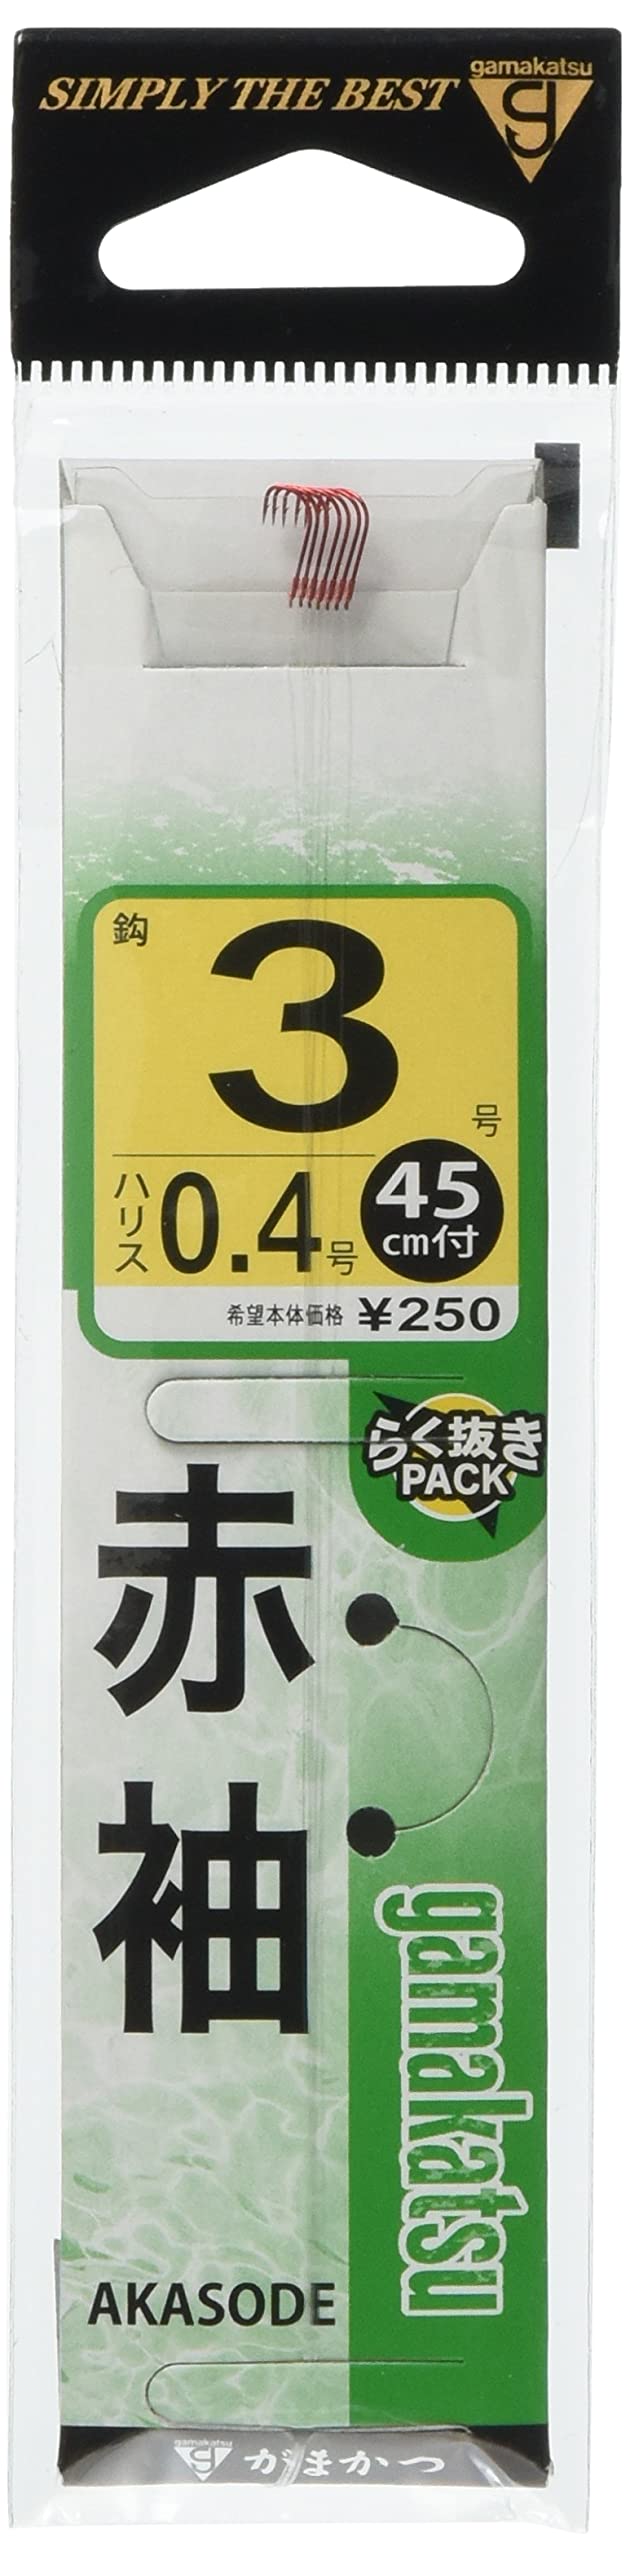 SIMPLY THE BEST
gamakatsu
鈎
3
号
ハリス
0.4
号
45
cm付
希望本体価格 ¥250
らく抜き
PACK
赤袖
gamakatsu
AKASODE
gamakatsu
がまかつ